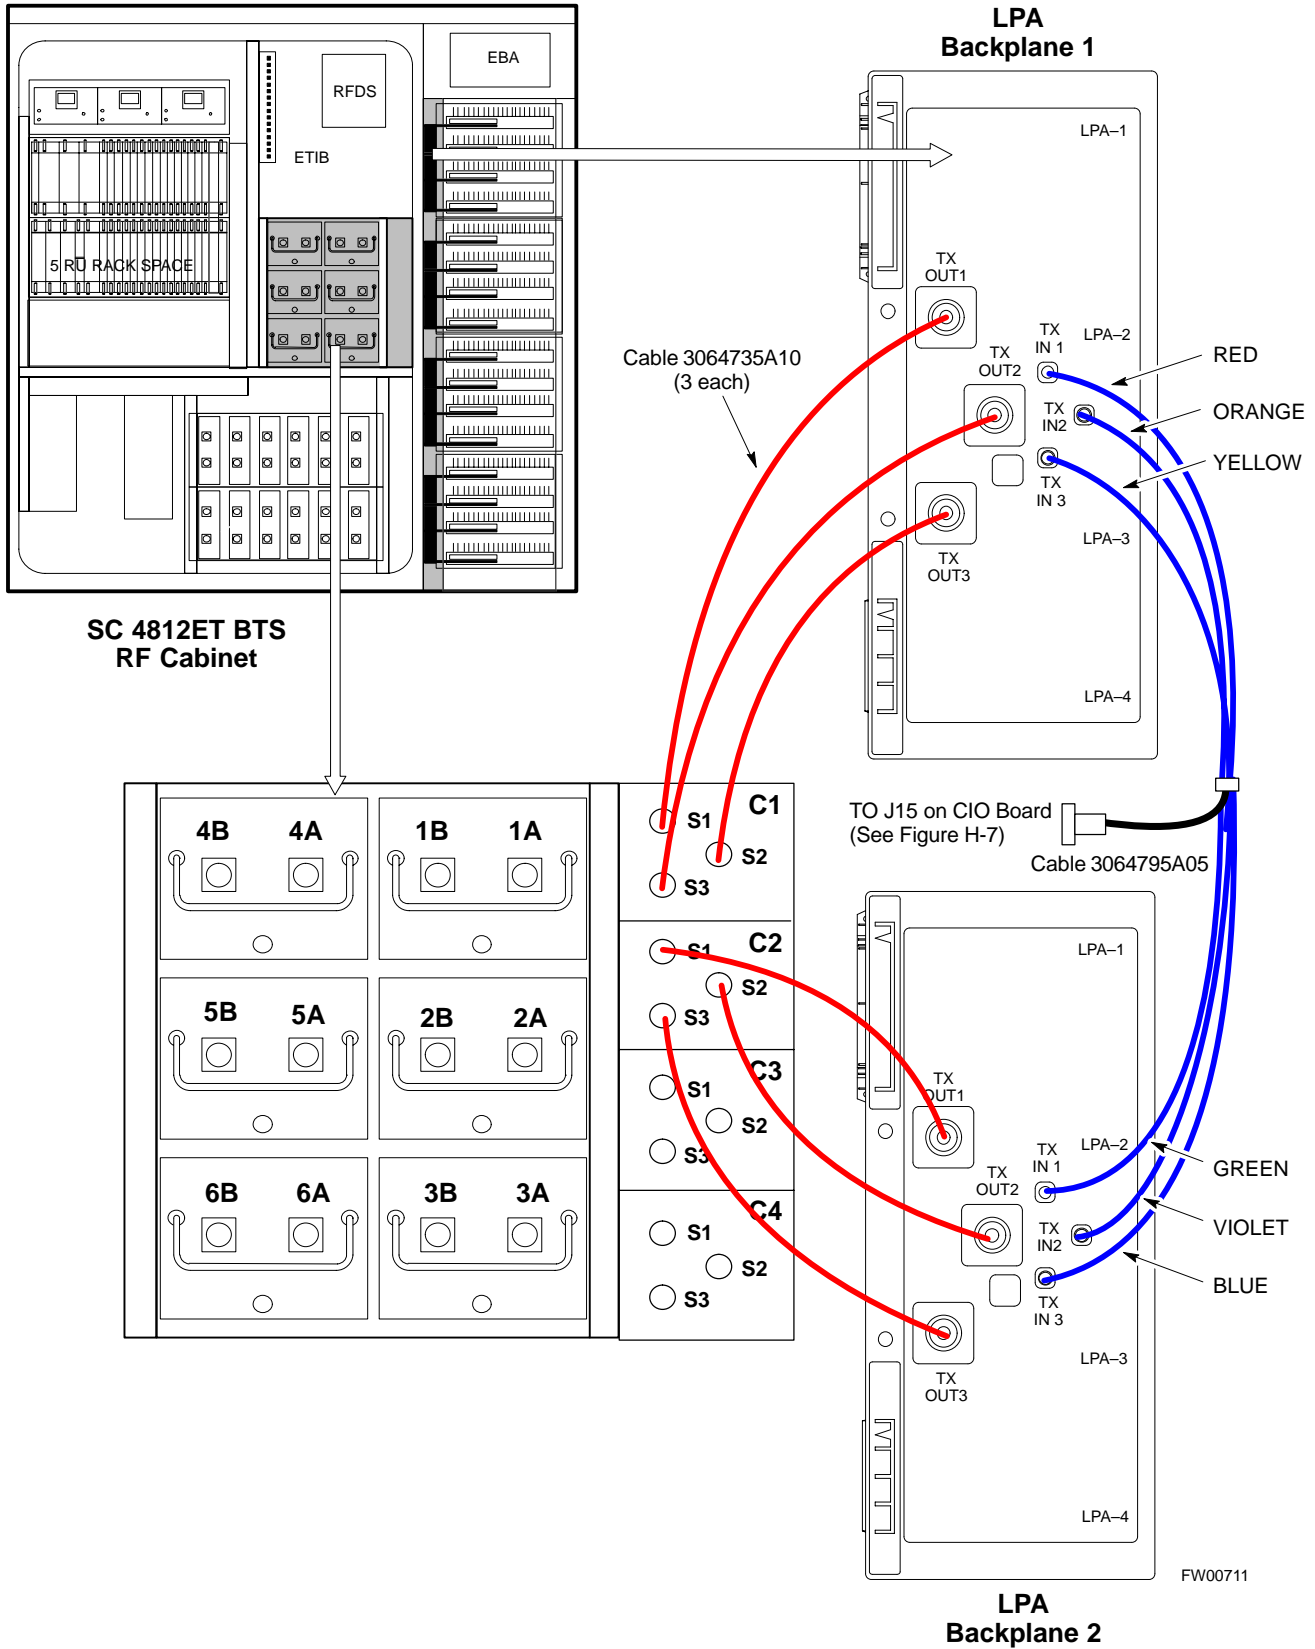 LPA
Backplane 1
EBA
RFDS
ETIB
5 RU RACK SPACE
LPA–1
TX
OUT1
TX
IN 1
LPA–2
RED
Cable 3064735A10
(3 each)
TX
OUT2
TX
IN2
ORANGE
YELLOW
TX
IN 3
LPA–3
TX
OUT3
LPA–4
SC 4812ET BTS
RF Cabinet
4B 4A 1B 1A
5B 5A 2B 2A
6B 6A 3B 3A
C1
S1
S2
S3
C2
S1
S2
S3
C3
S1
S2
S3
C4
S1
S2
S3
TO J15 on CIO Board
(See Figure H-7)
Cable 3064795A05
LPA–1
TX
OUT1
TX
IN 1
LPA–2
GREEN
TX
OUT2
TX
IN2
VIOLET
BLUE
TX
IN 3
LPA–3
TX
OUT3
LPA–4
FW00711
LPA
Backplane 2